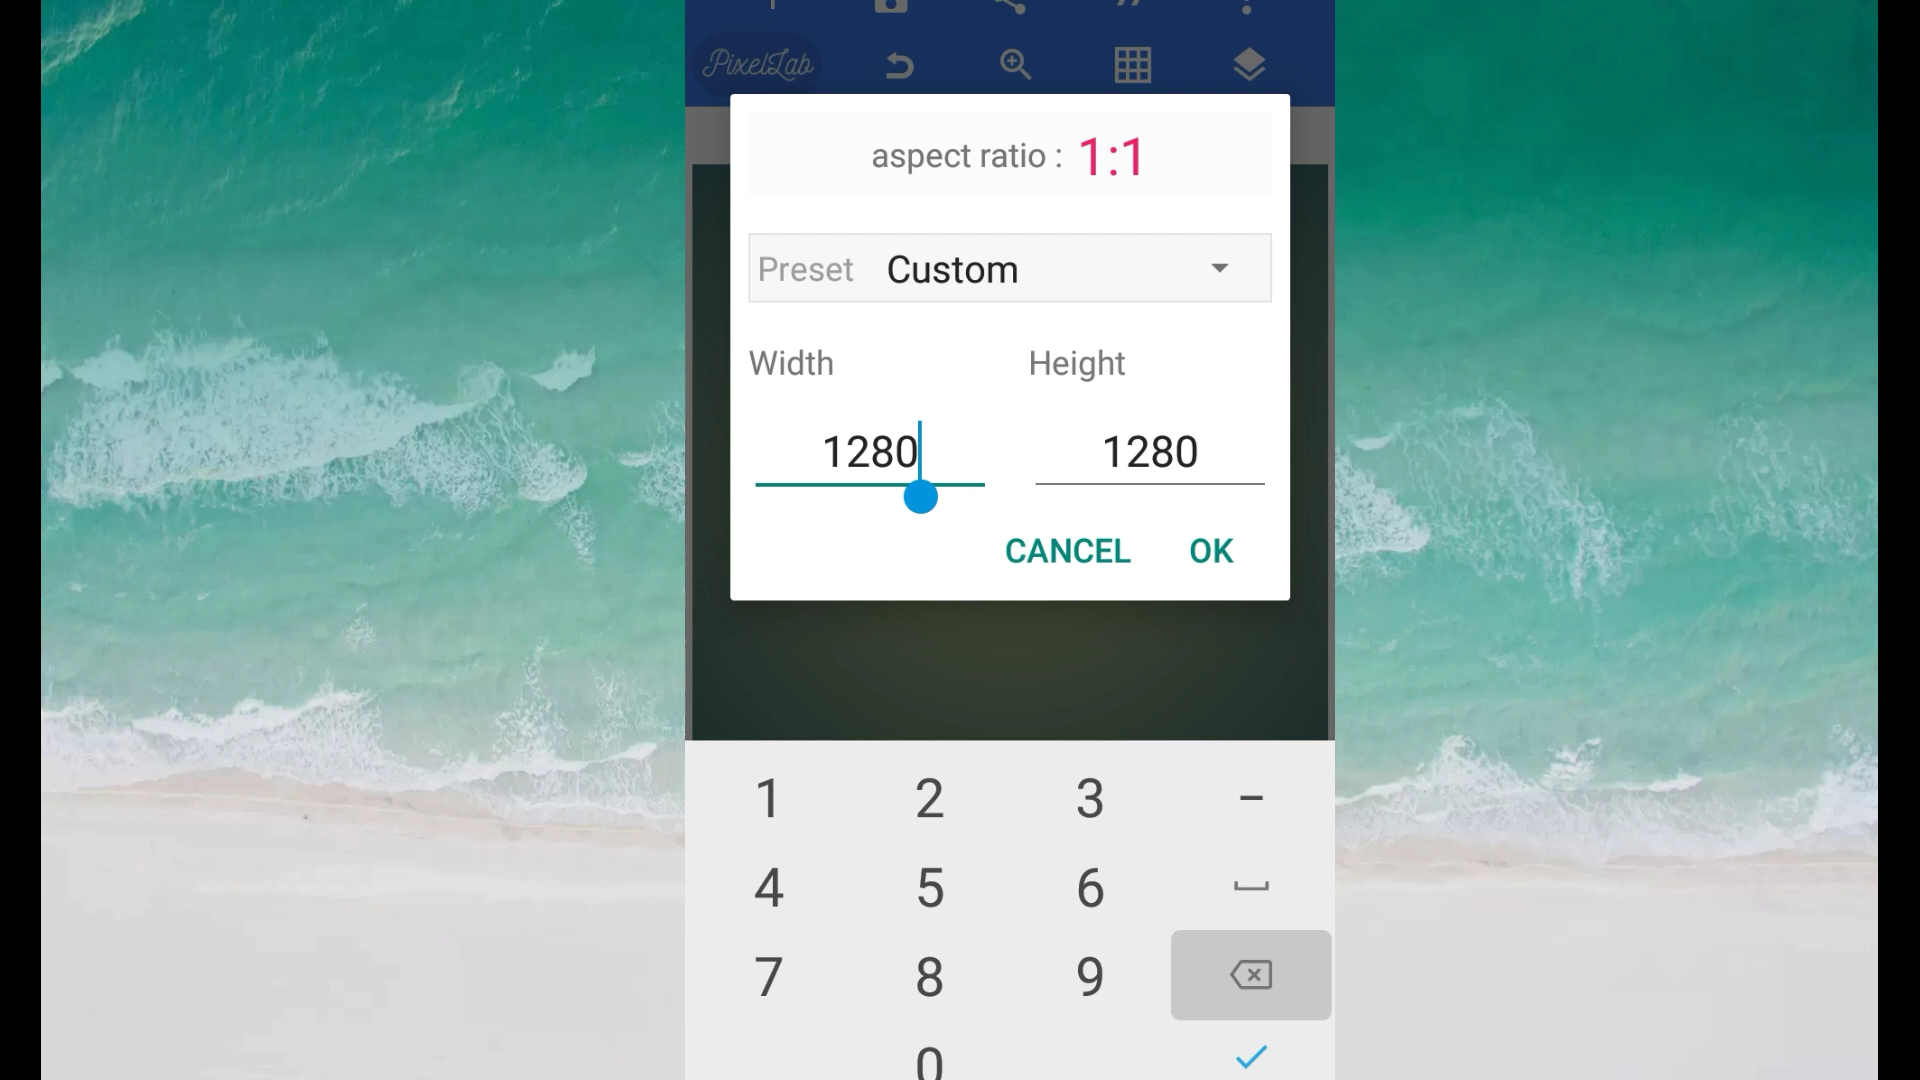 PixelLab
aspect ratio : 1:1
Preset Custom
Width Height
1280 1280
CANCEL OK
1 2 3 -
4 5 6
7 8 9
0